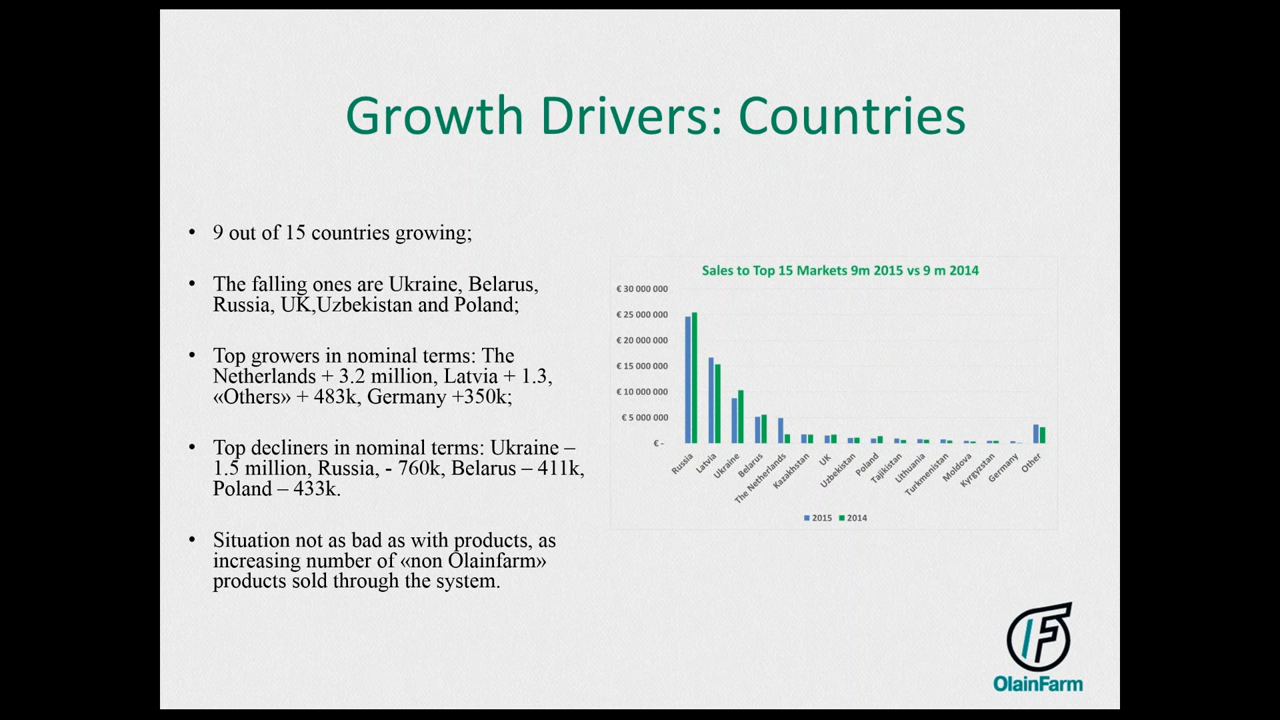 Growth Drivers: Countries
• 9 out of 15 countries growing;
• The falling ones are Ukraine, Belarus,
Russia, UK,Uzbekistan and Poland;
• Top growers in nominal terms: The
Netherlands + 3.2 million, Latvia + 1.3,
«Others» + 483k, Germany +350k;
• Top decliners in nominal terms: Ukraine –
1.5 million, Russia, - 760k, Belarus – 411k,
Poland – 433k.
• Situation not as bad as with products, as
increasing number of «non Olainfarm»
products sold through the system.
Sales to Top 15 Markets 9m 2015 vs 9 m 2014
€ 30 000 000
€ 25 000 000
€ 20 000 000
€ 15 000 000
€ 10 000 000
€ 5 000 000
€ -
Russia
Latvia
Ukraine
Belarus
The Netherlands
Kazakhstan
UK
Uzbekistan
Poland
Tajikistan
Lithuania
Turkmenistan
Moldova
Kyrgyzstan
Germany
Other
2015 2014
OlainFarm